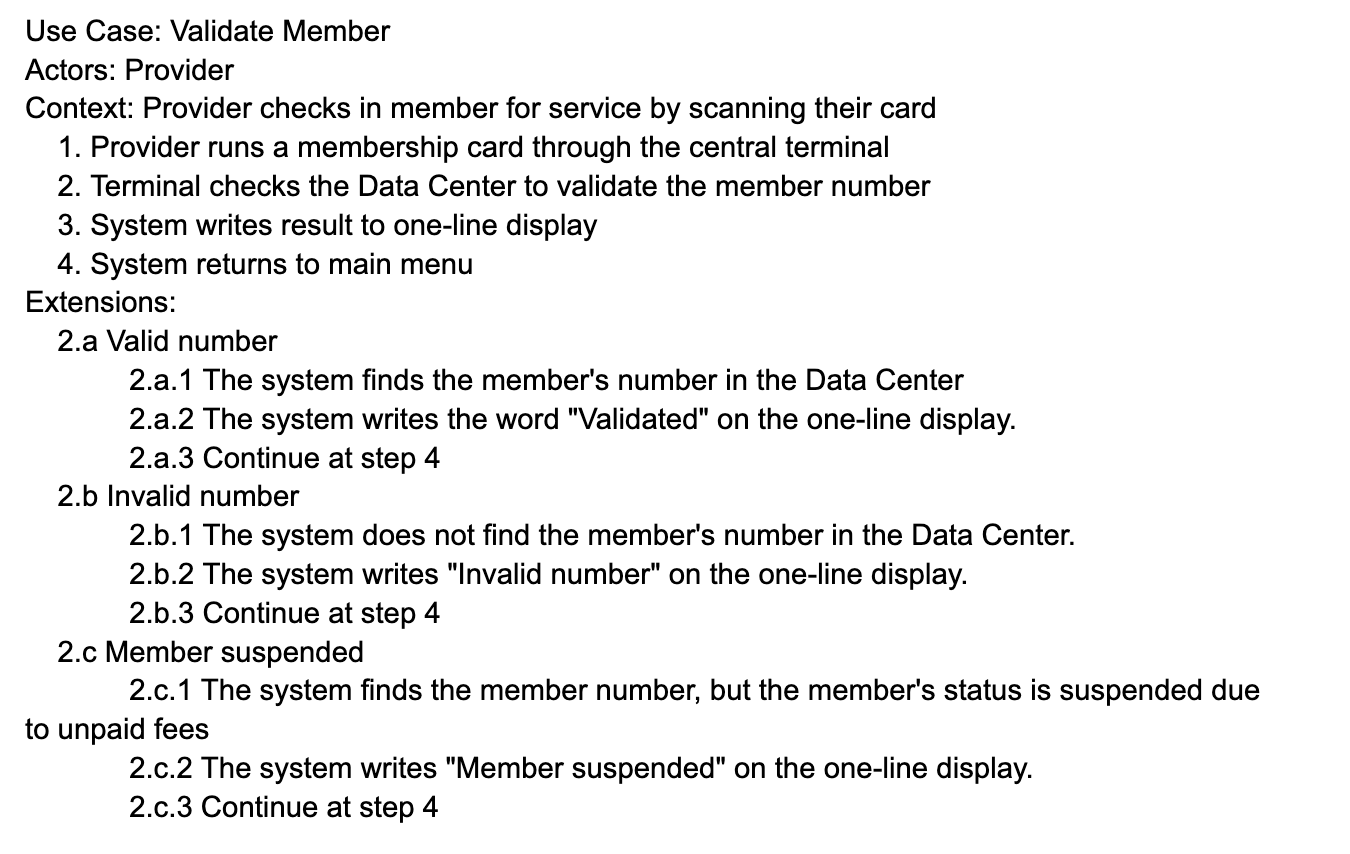 Use Case: Validate Member
Actors: Provider
Context: Provider checks in member for service by scanning their card
1. Provider runs a membership card through the central terminal
2. Terminal checks the Data Center to validate the member number
3. System writes result to one-line display
4. System returns to main menu
Extensions:
2.a Valid number
2.a.1 The system finds the member's number in the Data Center
2.a.2 The system writes the word "Validated" on the one-line display.
2.a.3 Continue at step 4
2.b Invalid number
2.b.1 The system does not find the member's number in the Data Center.
2.b.2 The system writes "Invalid number" on the one-line display.
2.b.3 Continue at step 4
2.c Member suspended
2.c.1 The system finds the member number, but the member's status is suspended due
to unpaid fees
2.c.2 The system writes "Member suspended" on the one-line display.
2.c.3 Continue at step 4